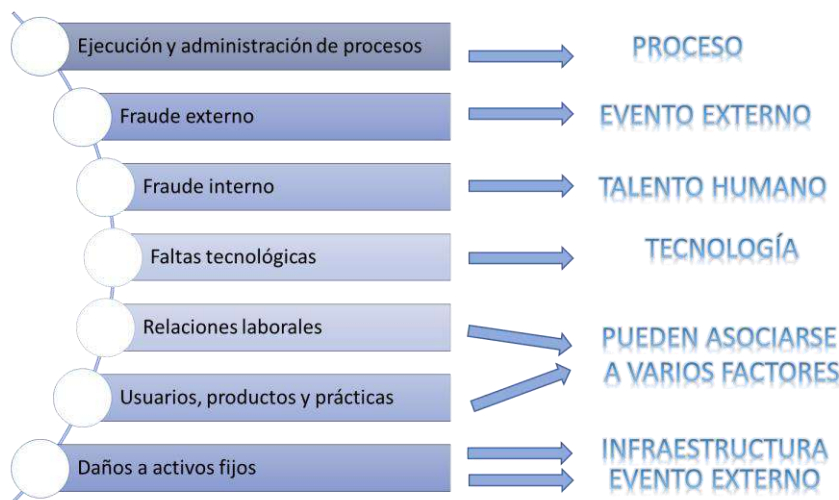 Ejecución y administración de procesos
PROCESO
Fraude externo
EVENTO EXTERNO
Fraude interno
TALENTO HUMANO
Faltas tecnológicas
TECNOLOGÍA
Relaciones laborales
Usuarios, productos y prácticas
PUEDEN ASOCIARSE
A VARIOS FACTORES
Daños a activos fijos
INFRAESTRUCTURA
EVENTO EXTERNO